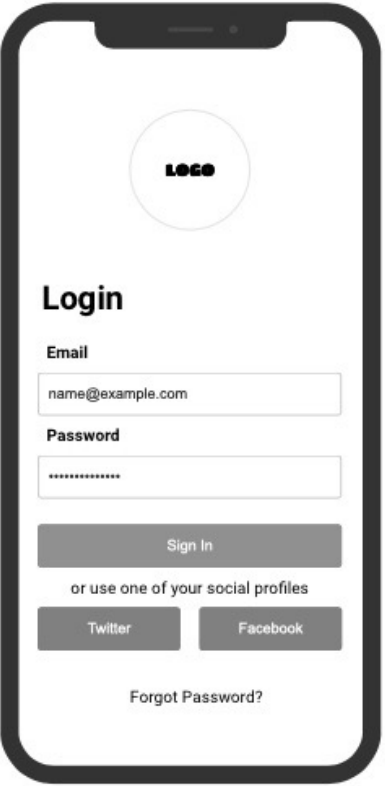 LOGO
Login
Email
name@example.com
Password
••••••••••••••
Sign In
or use one of your social profiles
Twitter Facebook
Forgot Password?